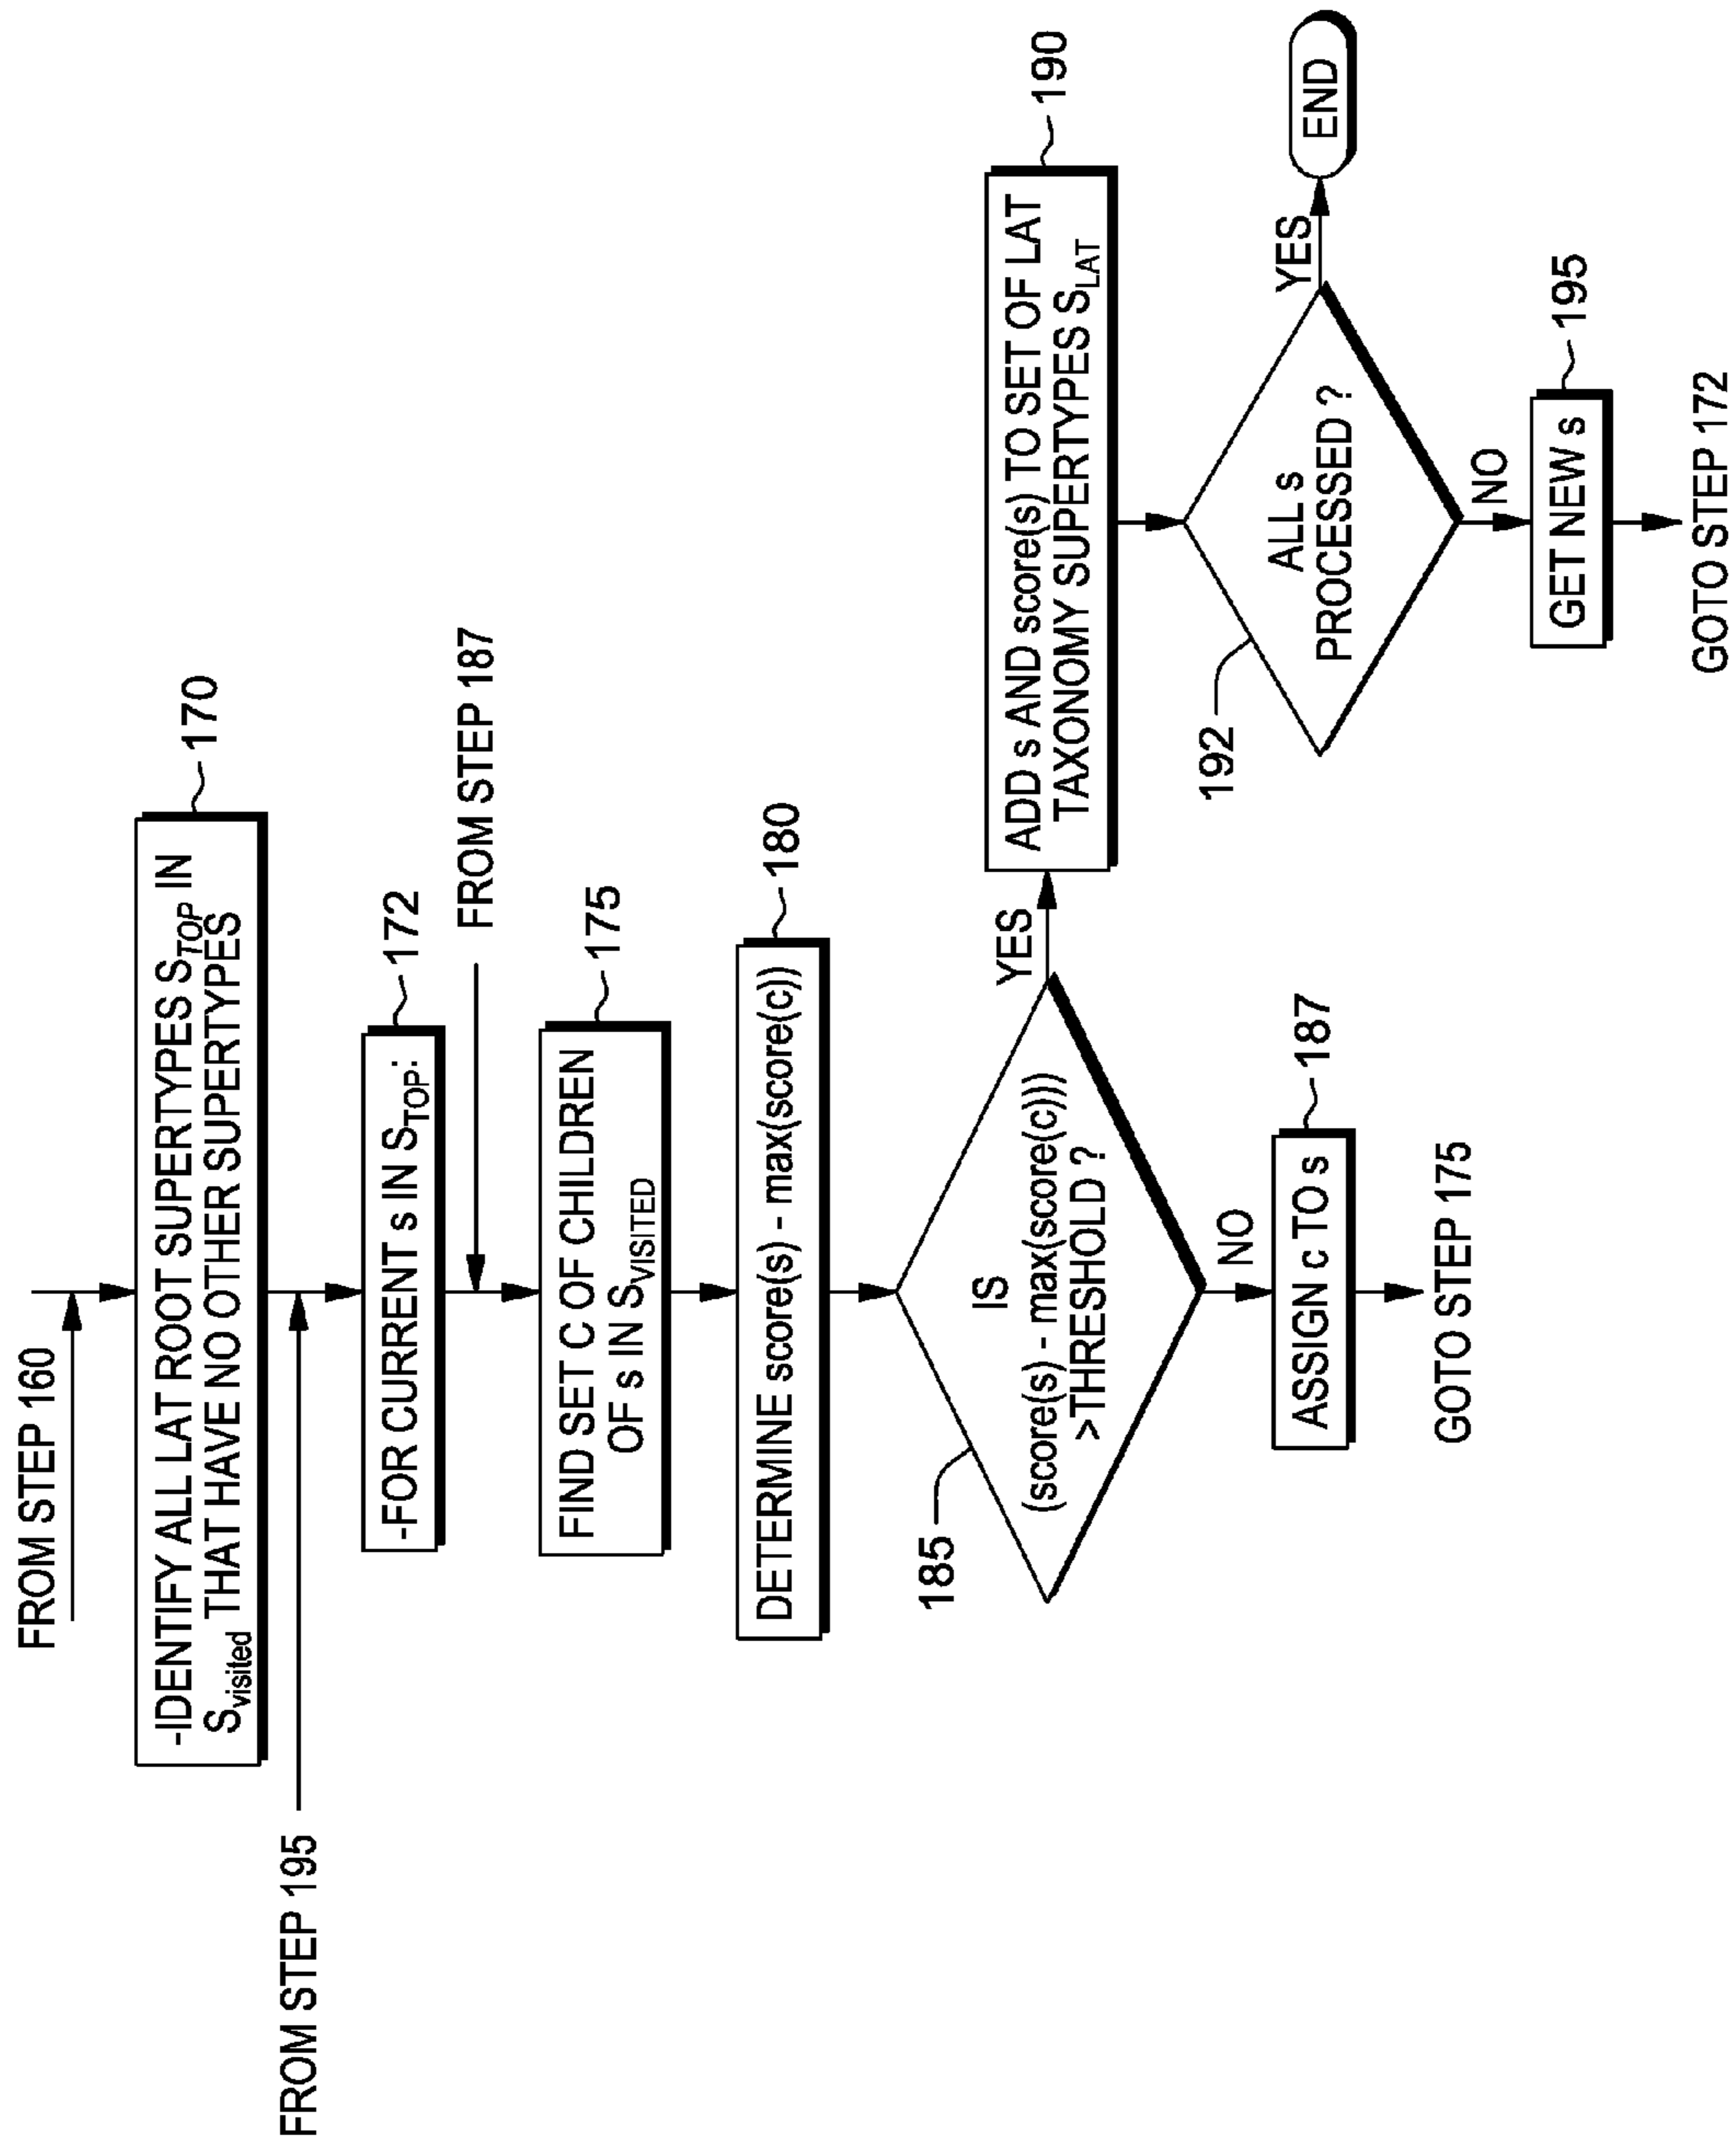 FROM STEP 160
-IDENTIFY ALL LAT ROOT SUPERTYPES S_TOP IN
S_visited THAT HAVE NO OTHER SUPERTYPES
170
FROM STEP 195
-FOR CURRENT s IN S_TOP:
172
FROM STEP 187
FIND SET C OF CHILDREN
OF s IN S_VISITED
175
DETERMINE score(s) - max(score(c))
180
185
IS
(score(s) - max(score(c)))
>THRESHOLD ?
YES
NO
ASSIGN c TO s
187
GOTO STEP 175
ADD s AND score(s) TO SET OF LAT
TAXONOMY SUPERTYPES S_LAT
190
192
ALL s
PROCESSED ?
YES
END
NO
GET NEW s
195
GOTO STEP 172